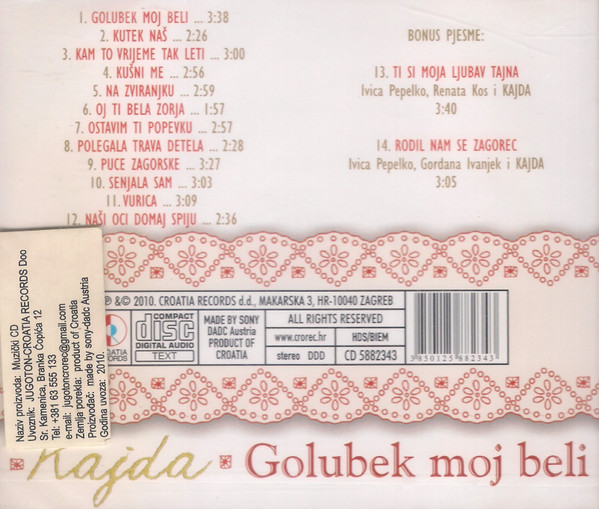 1. GOLUBEK MOJ BELI ... 3:38
2. KUTEK NAŠ ... 2:26
3. KAM TO VRIJEME TAK LETI ... 3:00
4. KUŠNI ME ... 2:56
5. NA ZVIRANJKU ... 2:59
6. OJ TI BELA ZORJA ... 1:57
7. OSTAVIM TI POPEVKU ... 2:51
8. POLEGALA TRAVA DETELA ... 2:28
9. PUCE ZAGORSKE ... 3:27
10. SENJALA SAM ... 3:03
11. VURICA ... 3:09
12. NAŠI OCI DOMAJ SPIJU ... 2:36
BONUS PJESME:
13. TI SI MOJA LJUBAV TAJNA
Ivica Pepelko, Renata Kos i KAJDA
3:40
14. RODIL NAM SE ZAGOREC
Ivica Pepelko, Gordana Ivanjek i KAJDA
3:05
Naziv proizvoda: Muzički CD
Uvoznik: JUGOTON-CROATIA RECORDS Doo
Sr. Kamenica, Branka Ćopića 12
Tel: +381 63 555 133
e-mail: jugotoncroreo@gmail.com
Zemlja porekla: product of Croatia
Proizvođač: made by sony-dadc Austria
Godina uvoza: 2010.
℗ &© 2010. CROATIA RECORDS d.d., MAKARSKA 3, HR-10040 ZAGREB
CROATIA
RECORDS
COMPACT
disc
DIGITAL AUDIO
TEXT
MADE BY SONY
DADC Austria
PRODUCT OF
CROATIA
ALL RIGHTS RESERVED
www.crorec.hr
HDS/BIEM
stereo DDD
CD 5882343
3 850125 882343
Kajda
Golubek moj beli